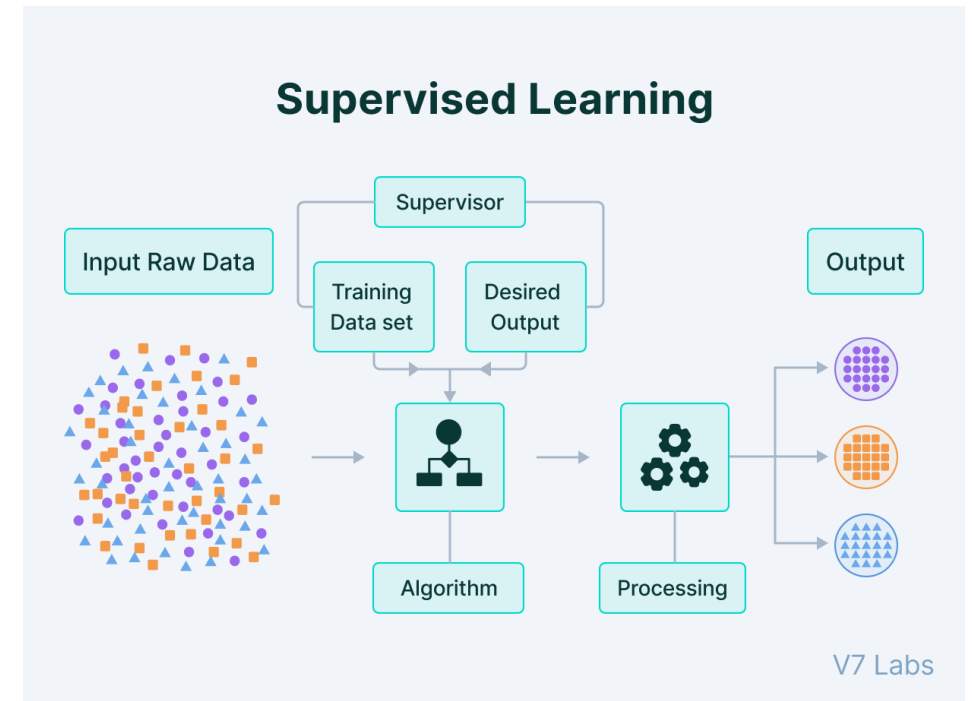 Supervised Learning
Supervisor
Input Raw Data
Training
Data set
Desired
Output
Output
Algorithm
Processing
V7 Labs